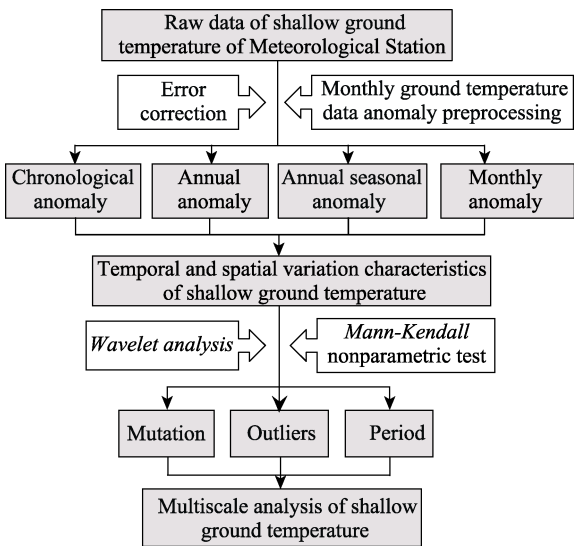 Raw data of shallow ground
temperature of Meteorological Station
Error
correction
Monthly ground temperature
data anomaly preprocessing
Chronological
anomaly
Annual
anomaly
Annual seasonal
anomaly
Monthly
anomaly
Temporal and spatial variation characteristics
of shallow ground temperature
Wavelet analysis
Mann-Kendall
nonparametric test
Mutation
Outliers
Period
Multiscale analysis of shallow
ground temperature